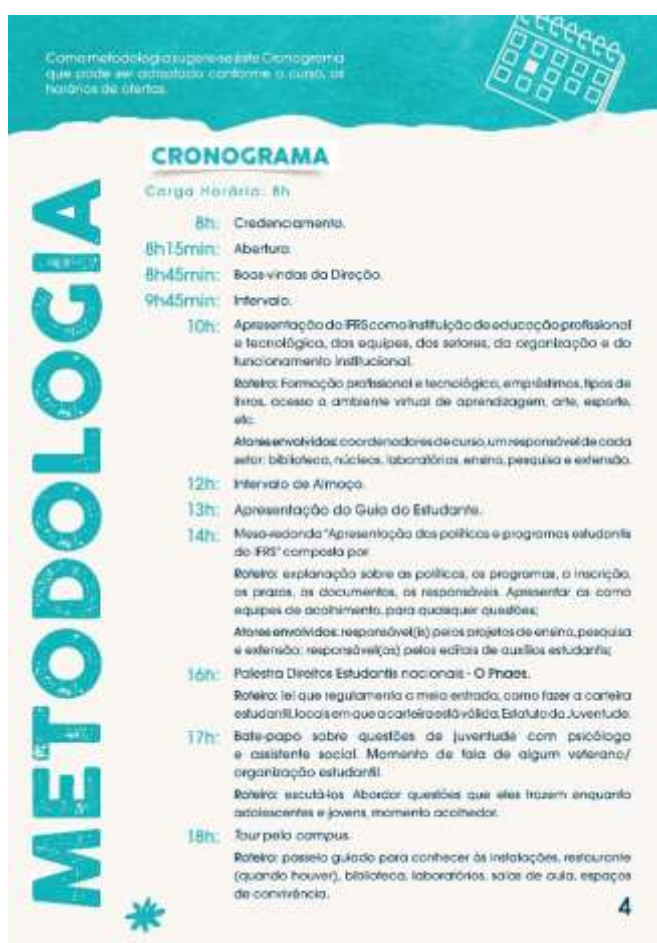 Como metodologia sugere-se este Cronograma
que pode ser adaptado conforme o curso, os
horários de ofertas.
CRONOGRAMA
Carga Horária: 8h
METODOLOGIA
8h: Credenciamento.
8h15min: Abertura.
8h45min: Boas-vindas da Direção.
9h45min: Intervalo.
10h: Apresentação do IFRS como instituição de educação profissional
e tecnológica, das equipes, dos setores, da organização e do
funcionamento institucional.
Roteiro: Formação profissional e tecnológica, empréstimos, tipos de
livros, acesso a ambiente virtual de aprendizagem, arte, esporte,
etc.
Atores envolvidos: coordenadores de curso, um responsável de cada
setor: biblioteca, núcleos, laboratórios, ensino, pesquisa e extensão.
12h: Intervalo de Almoço.
13h: Apresentação do Guia do Estudante.
14h: Mesa-redonda "Apresentação das políticas e programas estudantis
do IFRS" composta por
Roteiro: explanação sobre as políticas, os programas, a inscrição,
os prazos, os documentos, os responsáveis. Apresentar os como
equipes de acolhimento, para quaisquer questões;
Atores envolvidos: responsável(is) pelos projetos de ensino, pesquisa
e extensão; responsável(os) pelos editais de auxílios estudantis;
16h: Palestra Direitos Estudantis nacionais - O Pnaes.
Roteiro: lei que regulamenta a meia entrada, como fazer a carteira
estudantil, locais em que a carteira está válida, Estatuto da Juventude.
17h: Bate-papo sobre questões de juventude com psicóloga
e assistente social. Momento de fala de algum veterano/
organização estudantil.
Roteiro: escutá-los. Abordar questões que eles trazem enquanto
adolescentes e jovens, momento acolhedor.
18h: Tour pelo campus.
Roteiro: passeio guiado para conhecer às instalações, restaurante
(quando houver), biblioteca, laboratórios, salas de aula, espaços
de convivência.
4